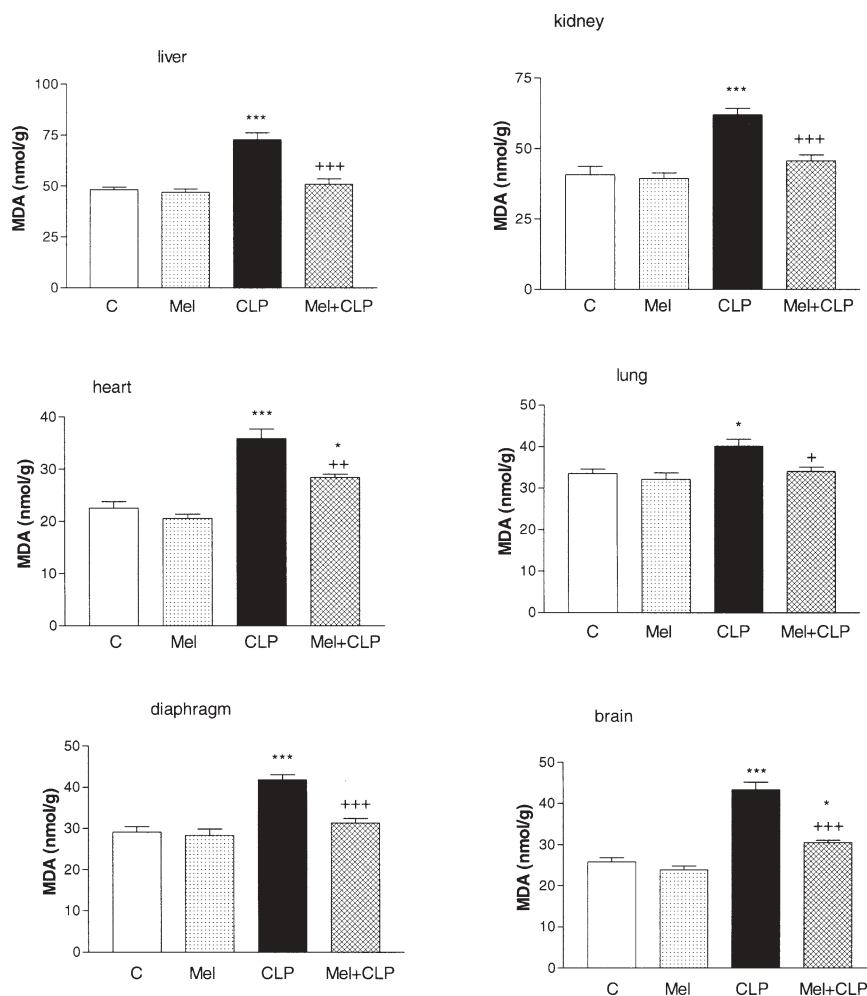 liver
MDA (nmol/g)
100
75
50
25
0
***
+++
C Mel CLP Mel+CLP
kidney
MDA (nmol/g)
75
50
25
0
***
+++
C Mel CLP Mel+CLP
heart
MDA (nmol/g)
40
30
20
10
0
***
*
++
C Mel CLP Mel+CLP
lung
MDA (nmol/g)
50
40
30
20
10
0
*
+
C Mel CLP Mel+CLP
diaphragm
MDA (nmol/g)
50
40
30
20
10
0
***
+++
C Mel CLP Mel+CLP
brain
MDA (nmol/g)
50
40
30
20
10
0
***
*
+++
C Mel CLP Mel+CLP